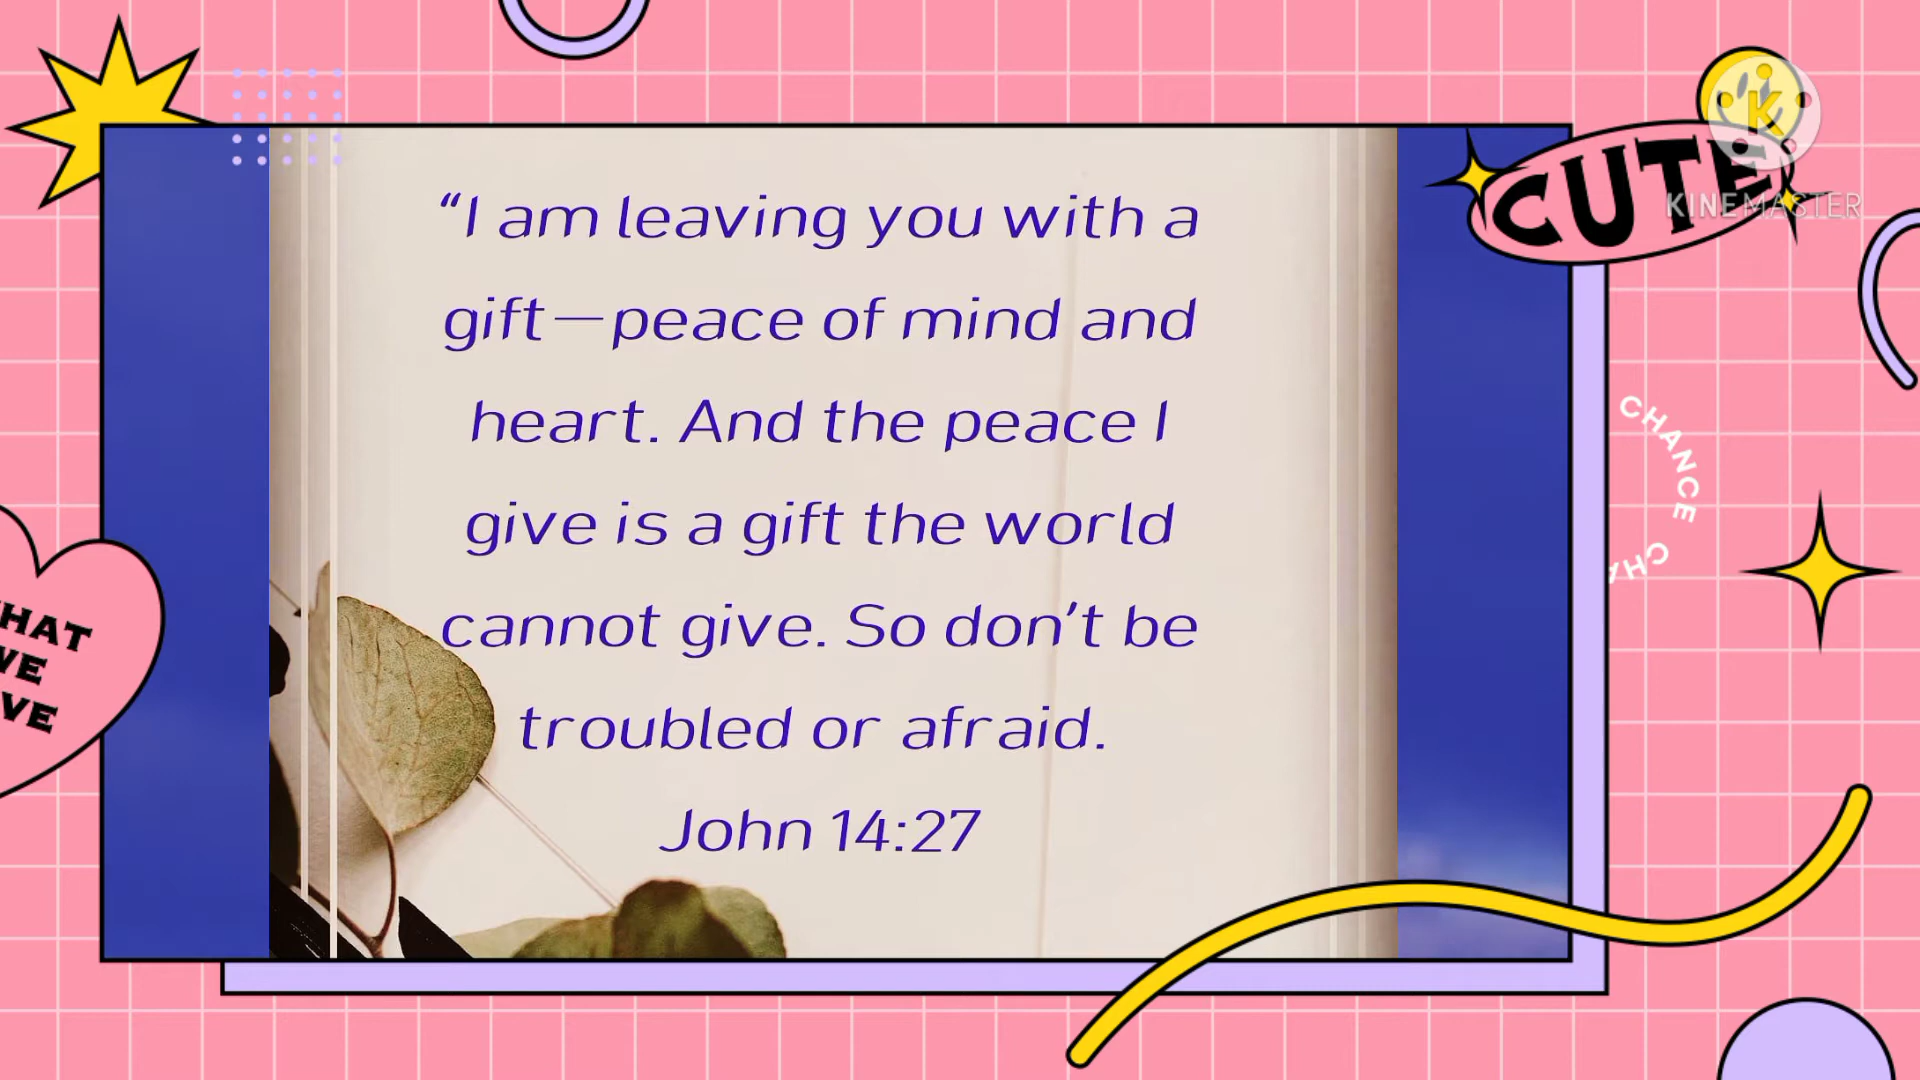 “I am leaving you with a
gift—peace of mind and
heart. And the peace I
give is a gift the world
cannot give. So don’t be
troubled or afraid.
John 14:27
CUTE
K
KINEMASTER
CHANCE